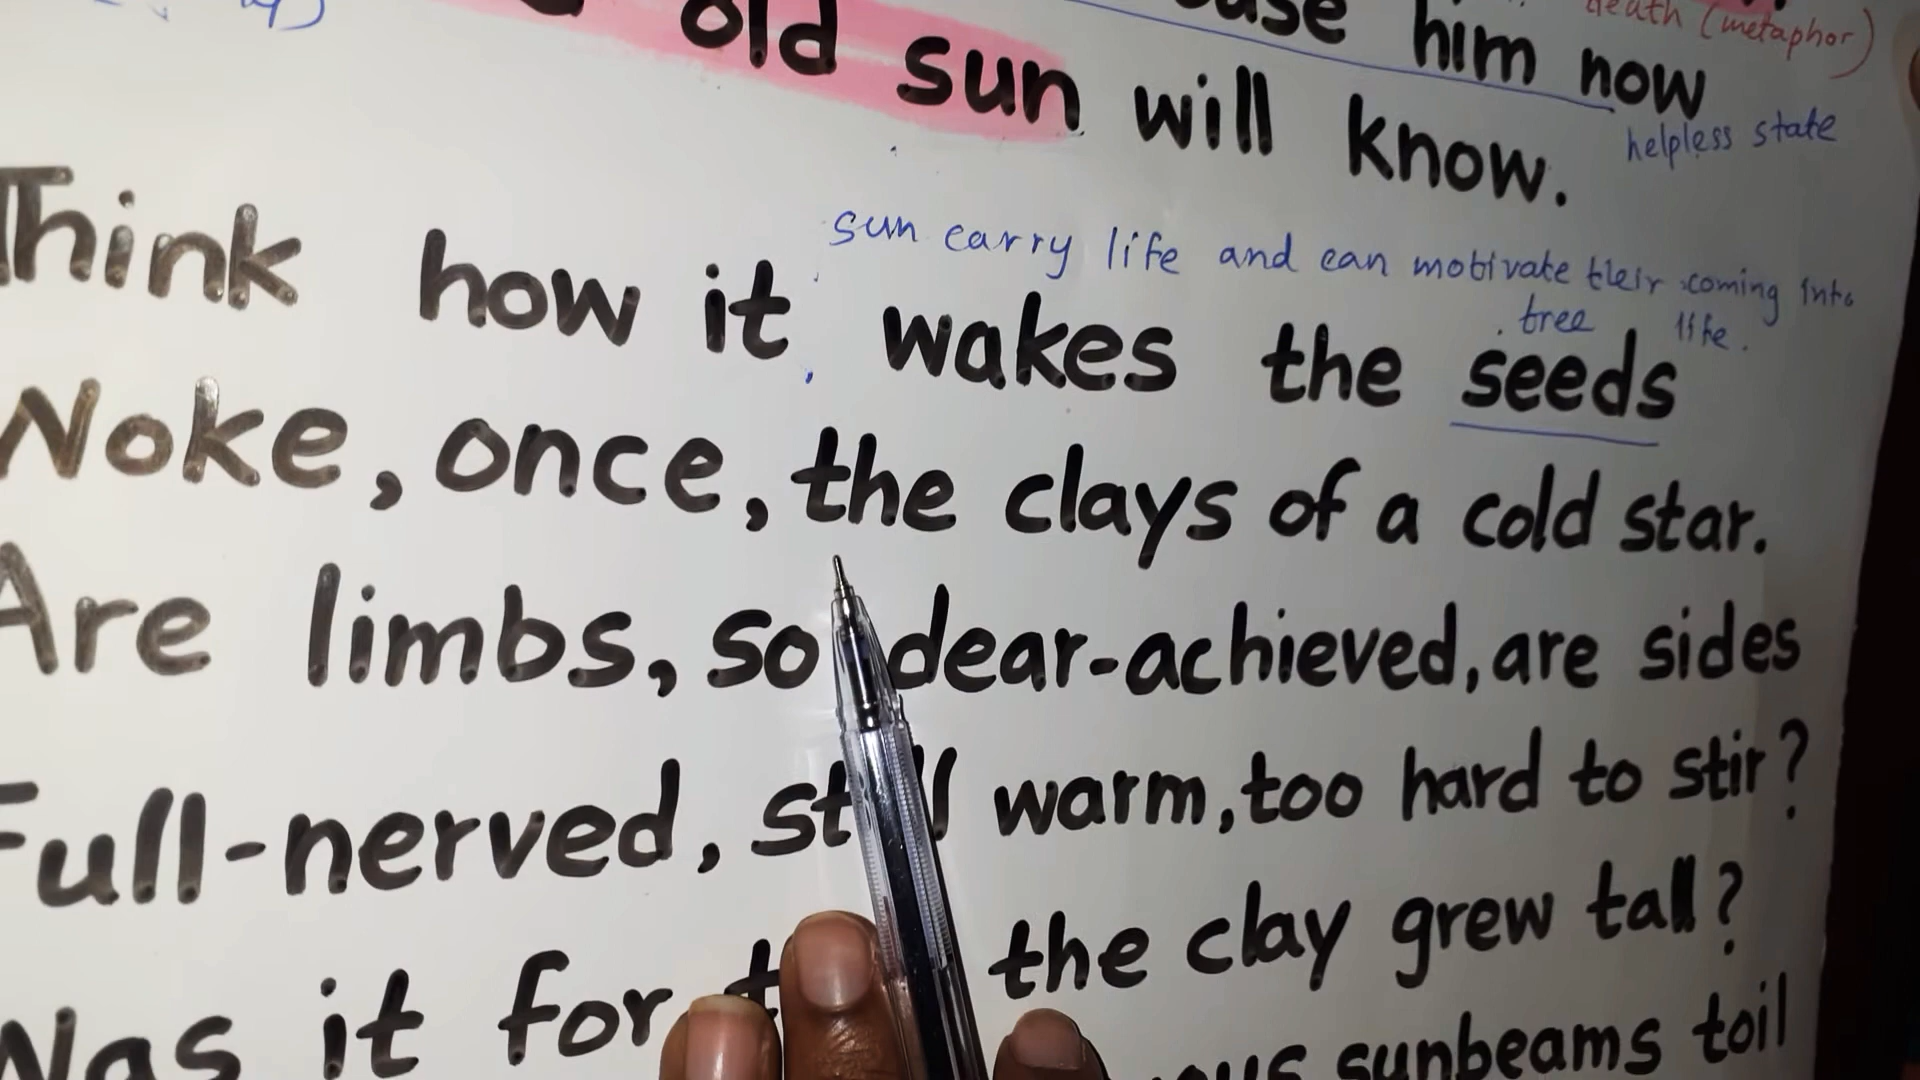 death (metaphor)
him now
old sun will know.
helpless state
sun carry life and can motivate their coming into
tree life.
Think how it wakes the seeds
Woke, once, the clays of a cold star.
Are limbs, so dear-achieved, are sides
Full-nerved, still warm, too hard to stir?
Was it for the clay grew tall?
sunbeams toil